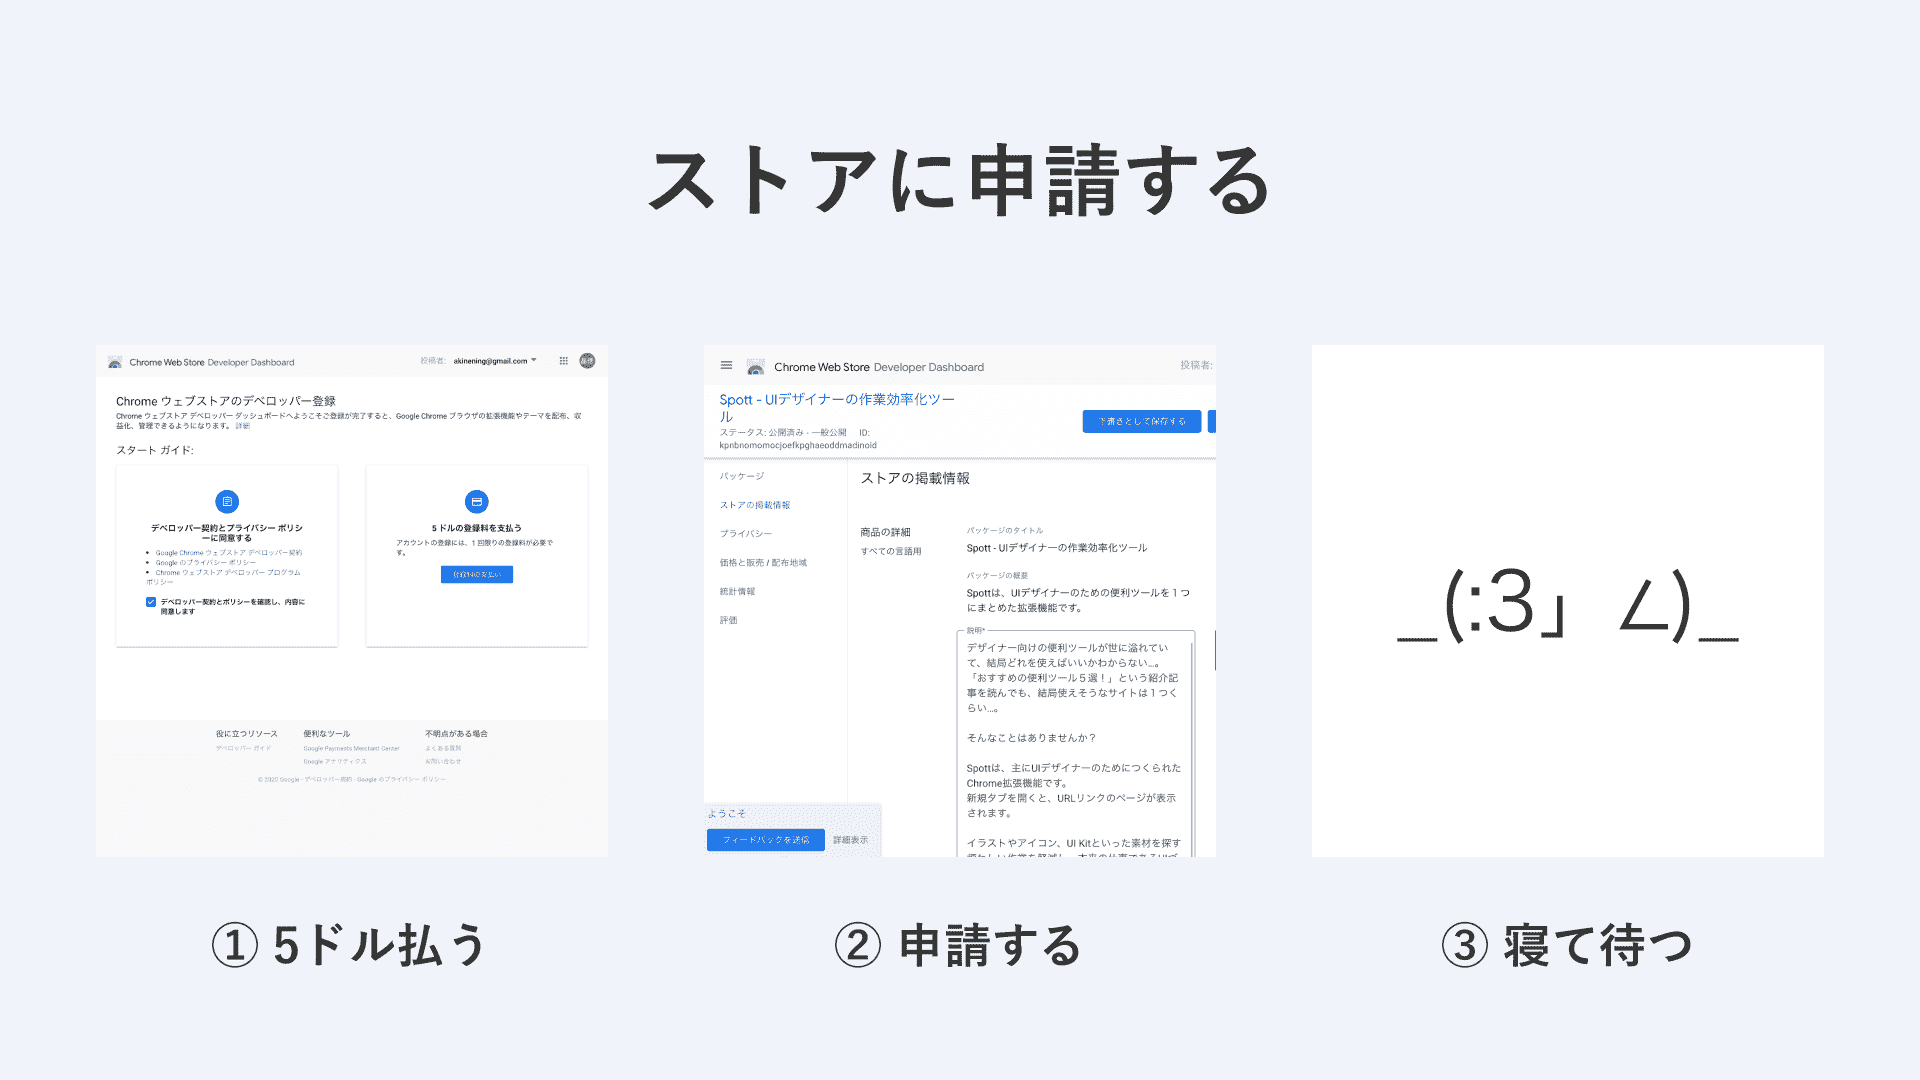 ストアに申請する
Chrome Web Store Developer Dashboard
投稿者: akinening@gmail.com
Chrome ウェブストアのデベロッパー登録
Chrome ウェブストア デベロッパー ダッシュボードへようこそご登録が完了すると、Google Chrome ブラウザの拡張機能やテーマを配布、収
益化、管理できるようになります。 詳細
スタート ガイド:
デベロッパー契約とプライバシー ポリシ
ーに同意する
Google Chrome ウェブストア デベロッパー契約
Google のプライバシー ポリシー
Chrome ウェブストア デベロッパー プログラム
ポリシー
デベロッパー契約とポリシーを確認し、内容に
同意します
5 ドルの登録料を支払う
アカウントの登録には、1 回限りの登録料が必要で
す。
登録料の支払い
役に立つリソース
デベロッパー ガイド
便利なツール
Google Payments Merchant Center
Google アナリティクス
不明点がある場合
よくある質問
お問い合わせ
© 2020 Google - デベロッパー規約 - Google のプライバシー ポリシー
① 5ドル払う
Chrome Web Store Developer Dashboard
投稿者:
Spott - UIデザイナーの作業効率化ツー
ル
ステータス: 公開済み - 一般公開 ID:
kpnbnomomocjoefkpghaeoddmadinoid
下書きとして保存する
パッケージ
ストアの掲載情報
プライバシー
価格と販売 / 配布地域
統計情報
評価
ストアの掲載情報
商品の詳細
すべての言語用
パッケージのタイトル
Spott - UIデザイナーの作業効率化ツール
パッケージの概要
Spottは、UIデザイナーのための便利ツールを１つ
にまとめた拡張機能です。
説明*
デザイナー向けの便利ツールが世に溢れてい
て、結局どれを使えばいいかわからない…。
「おすすめの便利ツール５選！」という紹介記
事を読んでも、結局使えそうなサイトは１つく
らい…。
そんなことはありませんか？
Spottは、主にUIデザイナーのためにつくられた
Chrome拡張機能です。
新規タブを開くと、URLリンクのページが表示
されます。
イラストやアイコン、UI Kitといった素材を探す
ようこそ
フィードバックを送信 詳細表示
② 申請する
_(:3」 ∠)_
③ 寝て待つ